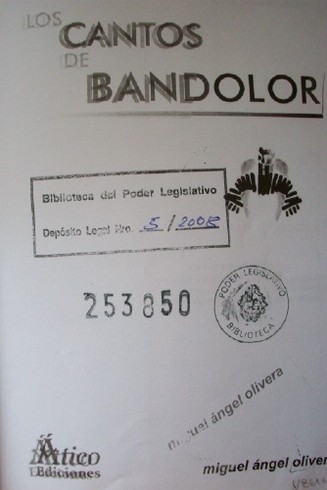 LOS
CANTOS
DE
BANDOLOR
Biblioteca del Poder Legislativo
Depósito Legal Nro. 5/2008
253850
PODER LEGISLATIVO
BIBLIOTECA
miguel ángel olivera
Ático
Ediciones
miguel ángel oliver